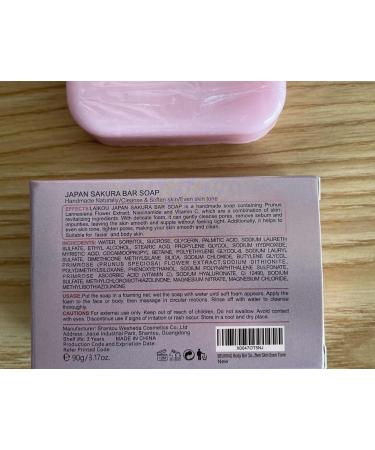 JAPAN SAKURA BAR SOAP
Handmade Naturally/Cleanse & Soften skin/Even skin tone
EFFECTS: LAIKOU JAPAN SAKURA BAR SOAP is a handmade soap containing Prunus
Lannesiana Flower Extract, Niacinamide and Vitamin C, which are a combination of skin
revitalizing ingredients. With delicate foam, it can gently cleanse pores, remove sebum and
impurities, leaving the skin smooth and supple without feeling tight. Additionally, it helps to
even skin tone, tighten pores, making your skin smooth and clean.
Suitable for facial and body skin.
INGREDIENTS: WATER, SORBITOL, SUCROSE, GLYCERIN, PALMITIC ACID, SODIUM LAURETH
SULFATE, ETHYL ALCOHOL, STEARIC ACID, PROPYLENE GLYCOL, SODIUM HYDROXIDE,
MYRISTIC ACID, COCAMIDOPROPYL BETAINE, POLYETHYLENE GLYCOL-8, SODIUM LAURYL
SULFATE, DIMETHYL METHYLSILANE SILICA, SODIUM CHLORIDE, BUTYLENE GLYCOL,
PRIMROSE (PRUNUS SPECIOSA) FLOWER EXTRACT, SODIUM DITHIONITE,
POLYDIMETHYLSILOXANE, PHENOXYETHANOL, SODIUM POLYNAPHTHALENE SULFONATE,
PRIMROSE VITAMIN C, SODIUM HYALURONATE, CI 12490, SODIUM
SULFATE, METHYLCHLOROISOTHIAZOLINONE, MAGNESIUM CHLORIDE,
METHYLISOTHIAZOLINONE.
USAGE: Put the soap in a foaming net; wet the soap with water until soft foam appears. Apply the
foam to the face or body, then massage in circular motions. Rinse off with water to cleanse
thoroughly.
CAUTIONS: For external use only. Keep out of reach of children. Do not swallow. Avoid contact with
eyes. Discontinue use if signs of irritation or rash occur. Store in a cool and dry place.
Manufacturer: Shantou Weaheda Cosmetics Co., Ltd
Address: Jinxi Industrial Park, Shantou, Guangdong
Shelf life: 3 Years MADE IN CHINA
Production Code and Expiration Date:
Refer Printed Code
90g/3.17oz.
X004707SNJ
New